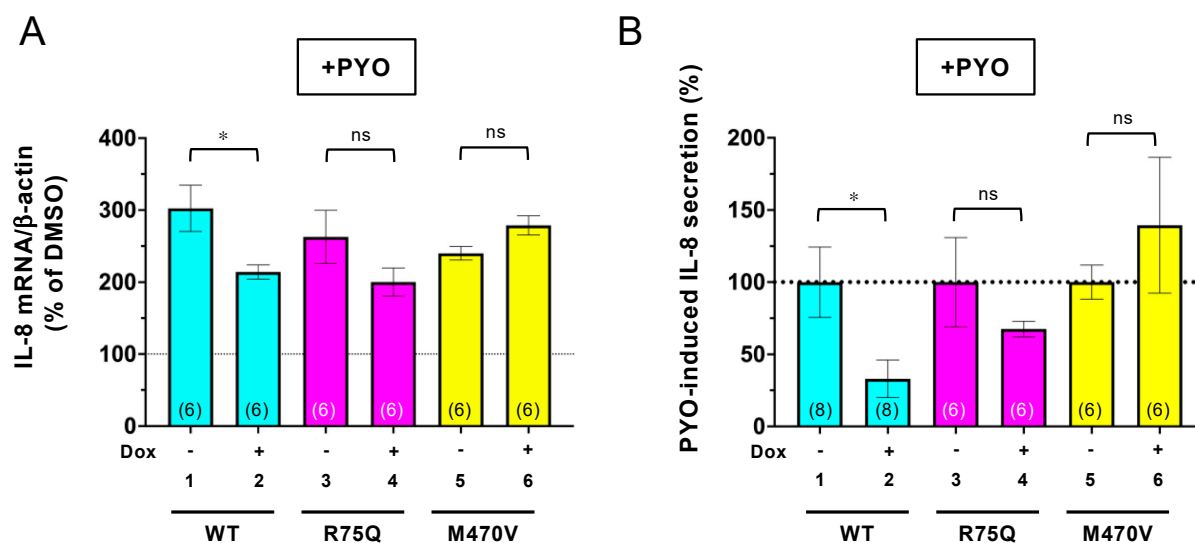 A
+PYO
IL-8 mRNA/β-actin
(% of DMSO)
400
300
200
100
0
*
ns
ns
(6)
(6)
(6)
(6)
(6)
(6)
Dox
- + - + - +
1 2 3 4 5 6
WT R75Q M470V
B
+PYO
PYO-induced IL-8 secretion (%)
200
150
100
50
0
*
ns
ns
(8)
(8)
(6)
(6)
(6)
(6)
Dox
- + - + - +
1 2 3 4 5 6
WT R75Q M470V